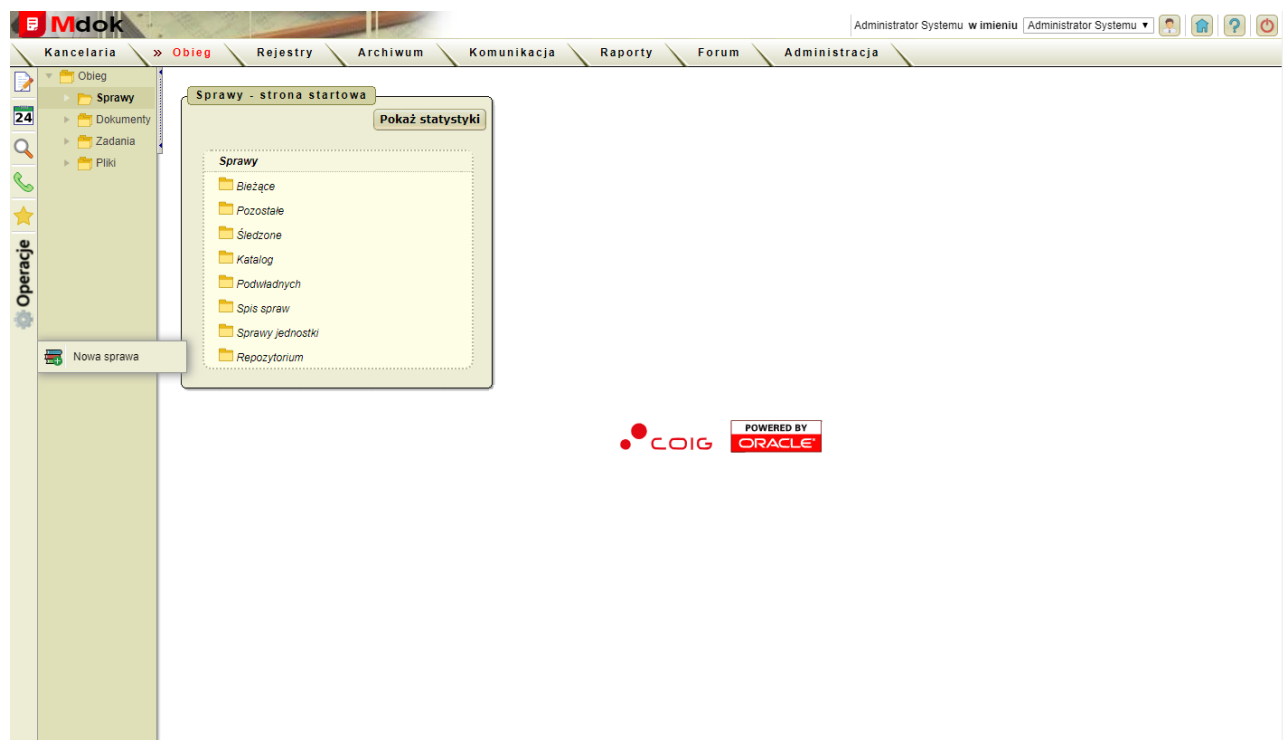 Mdok
Administrator Systemu w imieniu Administrator Systemu
Kancelaria » Obieg Rejestry Archiwum Komunikacja Raporty Forum Administracja
Obieg
Sprawy
Dokumenty
Zadania
Pliki
24
Operacje
Nowa sprawa
Sprawy - strona startowa
Pokaż statystyki
Sprawy
Bieżące
Pozostałe
Śledzone
Katalog
Podwładnych
Spis spraw
Sprawy jednostki
Repozytorium
COIG
POWERED BY
ORACLE